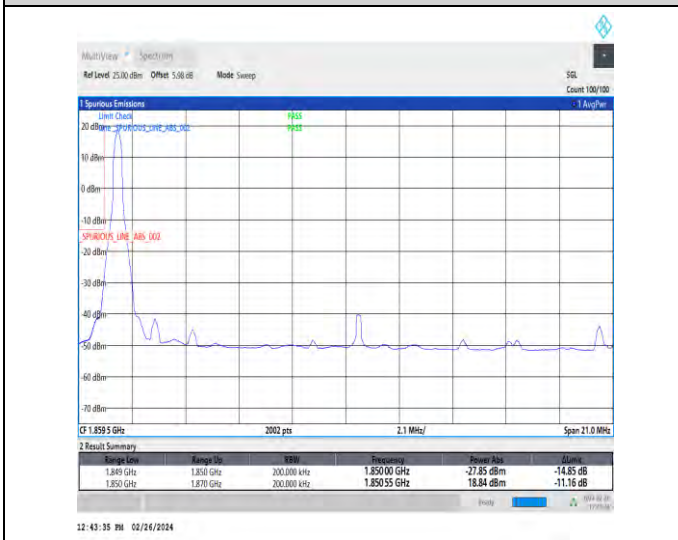 MultiView Spectrum
Ref Level 25.00 dBm Offset 5.98 dB Mode Sweep SGL
Count 100/100
1 Spurious Emissions 1 AvgPwr
Limit Check PASS
20 dBm Line _SPURIOUS_LINE_ABS_002 PASS
10 dBm
0 dBm
-10 dBm
_SPURIOUS_LINE_ABS_002
-20 dBm
-30 dBm
-40 dBm
-50 dBm
-60 dBm
-70 dBm
CF 1.859 5 GHz 2002 pts 2.1 MHz/ Span 21.0 MHz
2 Result Summary
Range Low Range Up RBW Frequency Power Abs ΔLimit
1.849 GHz 1.850 GHz 200.000 kHz 1.850 00 GHz -27.85 dBm -14.85 dB
1.850 GHz 1.870 GHz 200.000 kHz 1.850 55 GHz 18.84 dBm -11.16 dB
Ready
12:43:35 PM 02/26/2024